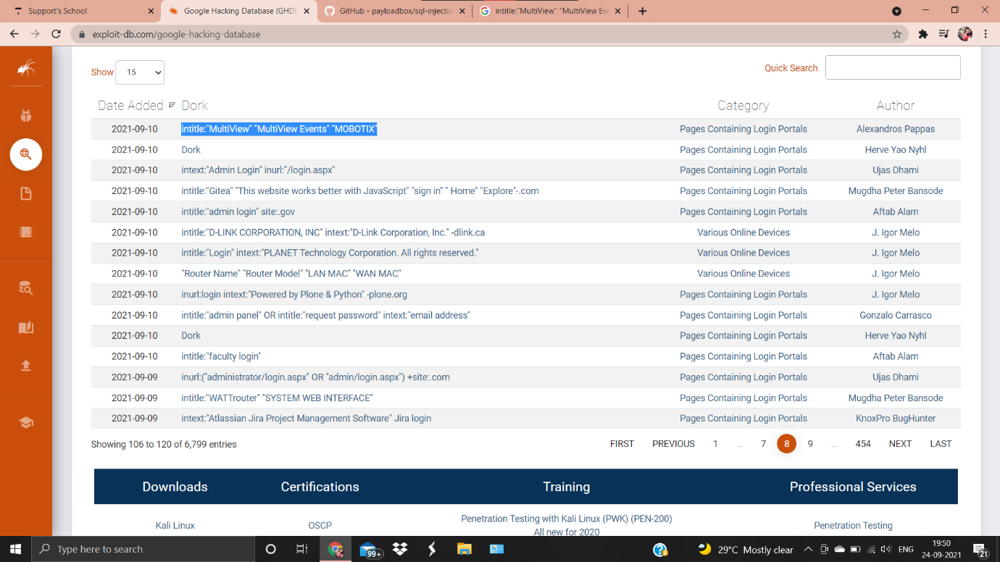 Support's School
Google Hacking Database (GHDB
GitHub - payloadbox/sql-injectio
intitle:"MultiView" "MultiView Eve
exploit-db.com/google-hacking-database
Show 15 Quick Search
Date Added Dork Category Author
2021-09-10 intitle:"MultiView" "MultiView Events" "MOBOTIX" Pages Containing Login Portals Alexandros Pappas
2021-09-10 Dork Pages Containing Login Portals Herve Yao Nyhl
2021-09-10 intext:"Admin Login" inurl:"/login.aspx" Pages Containing Login Portals Ujas Dhami
2021-09-10 intitle:"Gitea" "This website works better with JavaScript" "sign in" " Home" "Explore"-.com Pages Containing Login Portals Mugdha Peter Bansode
2021-09-10 intitle:"admin login" site:.gov Pages Containing Login Portals Aftab Alam
2021-09-10 intitle:"D-LINK CORPORATION, INC" intext:"D-Link Corporation, Inc." -dlink.ca Various Online Devices J. Igor Melo
2021-09-10 intitle:"Login" intext:"PLANET Technology Corporation. All rights reserved." Various Online Devices J. Igor Melo
2021-09-10 "Router Name" "Router Model" "LAN MAC" "WAN MAC" Various Online Devices J. Igor Melo
2021-09-10 inurl:login intext:"Powered by Plone & Python" -plone.org Pages Containing Login Portals J. Igor Melo
2021-09-10 intitle:"admin panel" OR intitle:"request password" intext:"email address" Pages Containing Login Portals Gonzalo Carrasco
2021-09-10 Dork Pages Containing Login Portals Herve Yao Nyhl
2021-09-10 intitle:"faculty login" Pages Containing Login Portals Aftab Alam
2021-09-09 inurl:("administrator/login.aspx" OR "admin/login.aspx") +site:.com Pages Containing Login Portals Ujas Dhami
2021-09-09 intitle:"WATTrouter" "SYSTEM WEB INTERFACE" Pages Containing Login Portals Mugdha Peter Bansode
2021-09-09 intext:"Atlassian Jira Project Management Software" Jira login Pages Containing Login Portals KnoxPro BugHunter
Showing 106 to 120 of 6,799 entries FIRST PREVIOUS 1 … 7 8 9 … 454 NEXT LAST
Downloads Certifications Training Professional Services
Kali Linux OSCP Penetration Testing with Kali Linux (PWK) (PEN-200) Penetration Testing
All new for 2020
Type here to search 99+ 29°C Mostly clear ENG 19:50
24-09-2021 21